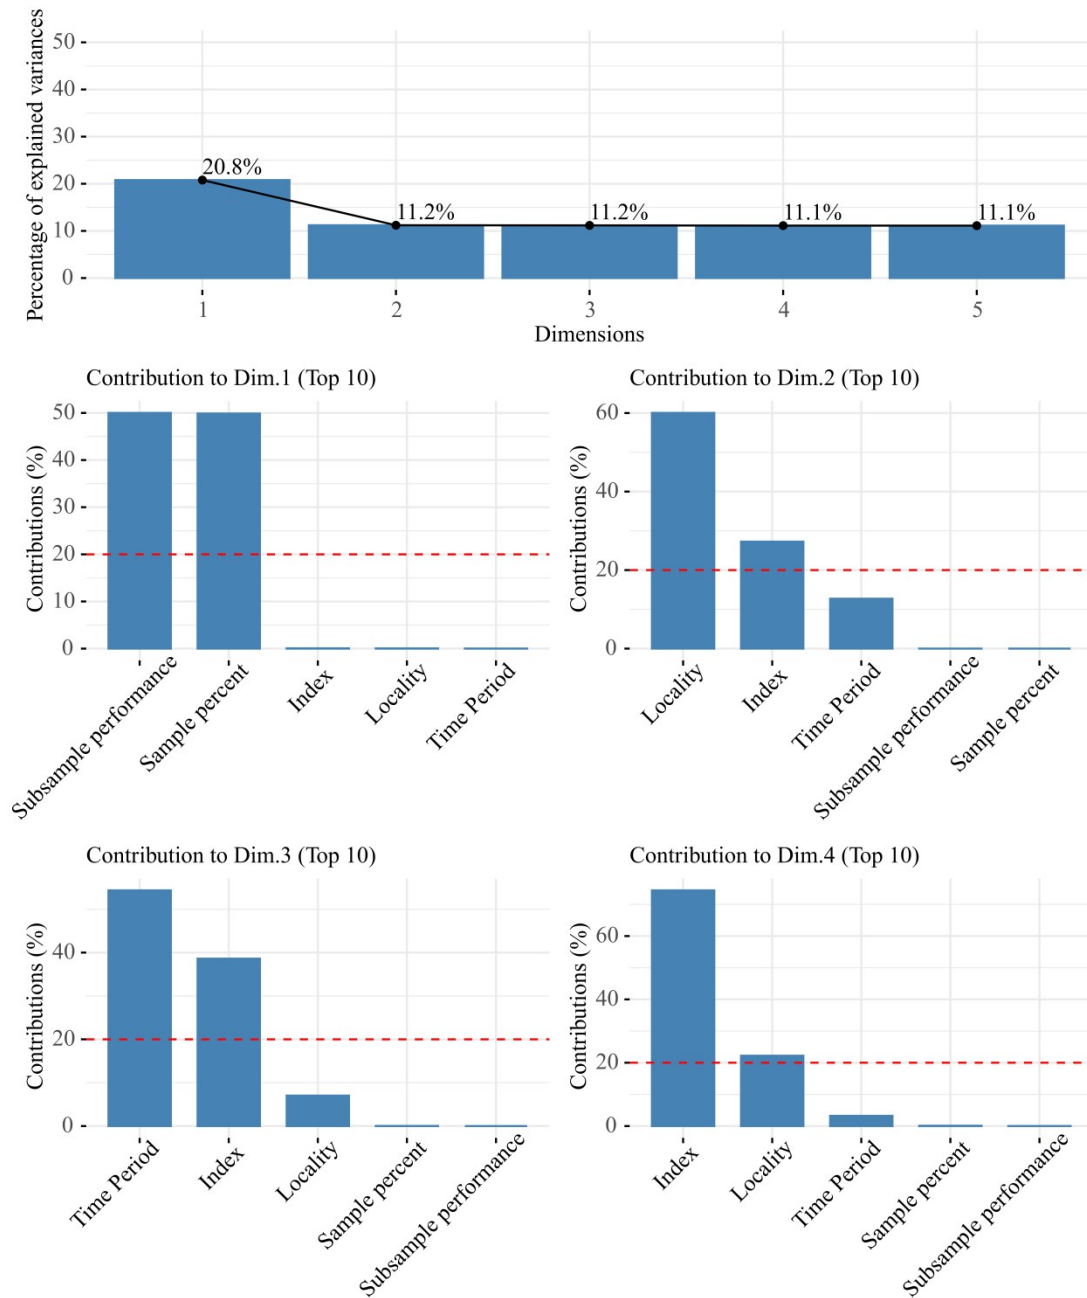 Percentage of explained variances
50
40
30
20
10
0
20.8%
11.2%
11.2%
11.1%
11.1%
1
2
3
4
5
Dimensions
Contribution to Dim.1 (Top 10)
Contributions (%)
50
40
30
20
10
0
Subsample performance
Sample percent
Index
Locality
Time Period
Contribution to Dim.2 (Top 10)
Contributions (%)
60
40
20
0
Locality
Index
Time Period
Subsample performance
Sample percent
Contribution to Dim.3 (Top 10)
Contributions (%)
40
20
0
Time Period
Index
Locality
Sample percent
Subsample performance
Contribution to Dim.4 (Top 10)
Contributions (%)
60
40
20
0
Index
Locality
Time Period
Sample percent
Subsample performance